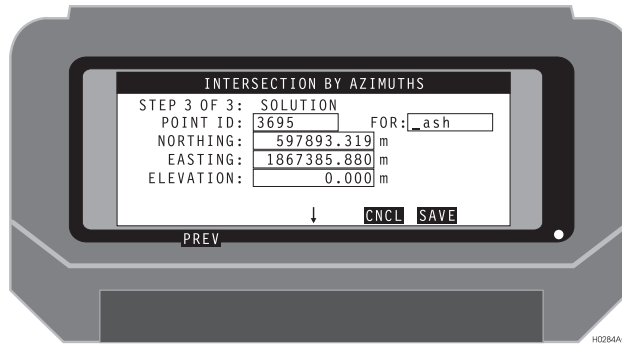 INTERSECTION BY AZIMUTHS
STEP 3 OF 3: SOLUTION
POINT ID: 3695 FOR: _ash
NORTHING: 597893.319 m
EASTING: 1867385.880 m
ELEVATION: 0.000 m
↓ CNCL SAVE
PREV
H0284A